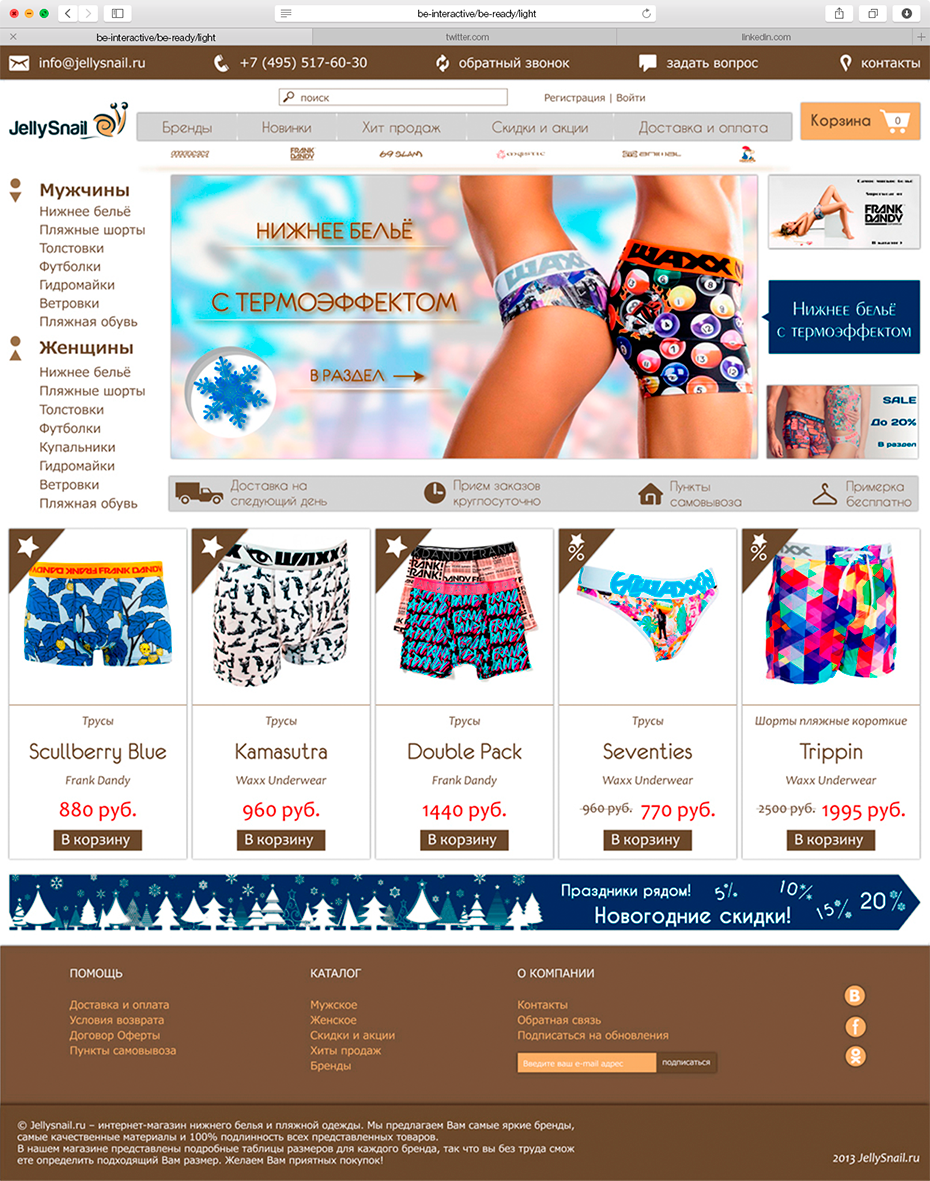 be-interactive/be-ready/light
be-interactive/be-ready/light
twitter.com
linkedin.com
info@jellysnail.ru
+7 (495) 517-60-30
обратный звонок
задать вопрос
контакты
поиск
Регистрация | Войти
JellySnail
Бренды
Новинки
Хит продаж
Скидки и акции
Доставка и оплата
Корзина
0
FRANK
DANDY
Мужчины
Нижнее бельё
Пляжные шорты
Толстовки
Футболки
Гидромайки
Ветровки
Пляжная обувь
Женщины
Нижнее бельё
Пляжные шорты
Толстовки
Футболки
Купальники
Гидромайки
Ветровки
Пляжная обувь
НИЖНЕЕ БЕЛЬЁ
С ТЕРМОЭФФЕКТОМ
В РАЗДЕЛ
WAXX
WAXX
FRANK
DANDY
Нижнее бельё
с термоэффектом
SALE
До 20%
В раздел
Доставка на
следующий день
Прием заказов
круглосуточно
Пункты
самовывоза
Примерка
бесплатно
Трусы
Scullberry Blue
Frank Dandy
880 руб.
В корзину
WAXX
Трусы
Kamasutra
Waxx Underwear
960 руб.
В корзину
Трусы
Double Pack
Frank Dandy
1440 руб.
В корзину
%
Трусы
Seventies
Waxx Underwear
960 руб. 770 руб.
В корзину
%
Шорты пляжные короткие
Trippin
Waxx Underwear
2500 руб. 1995 руб.
В корзину
Праздники рядом!
Новогодние скидки!
5%
10%
15%
20%
ПОМОЩЬ
Доставка и оплата
Условия возврата
Договор Оферты
Пункты самовывоза
КАТАЛОГ
Мужское
Женское
Скидки и акции
Хиты продаж
Бренды
О КОМПАНИИ
Контакты
Обратная связь
Подписаться на обновления
Введите ваш e-mail адрес
подписаться
© Jellysnail.ru – интернет-магазин нижнего белья и пляжной одежды. Мы предлагаем Вам самые яркие бренды,
самые качественные материалы и 100% подлинность всех представленных товаров.
В нашем магазине представлены подробные таблицы размеров для каждого бренда, так что вы без труда смож
ете определить подходящий Вам размер. Желаем Вам приятных покупок!
2013 JellySnail.ru